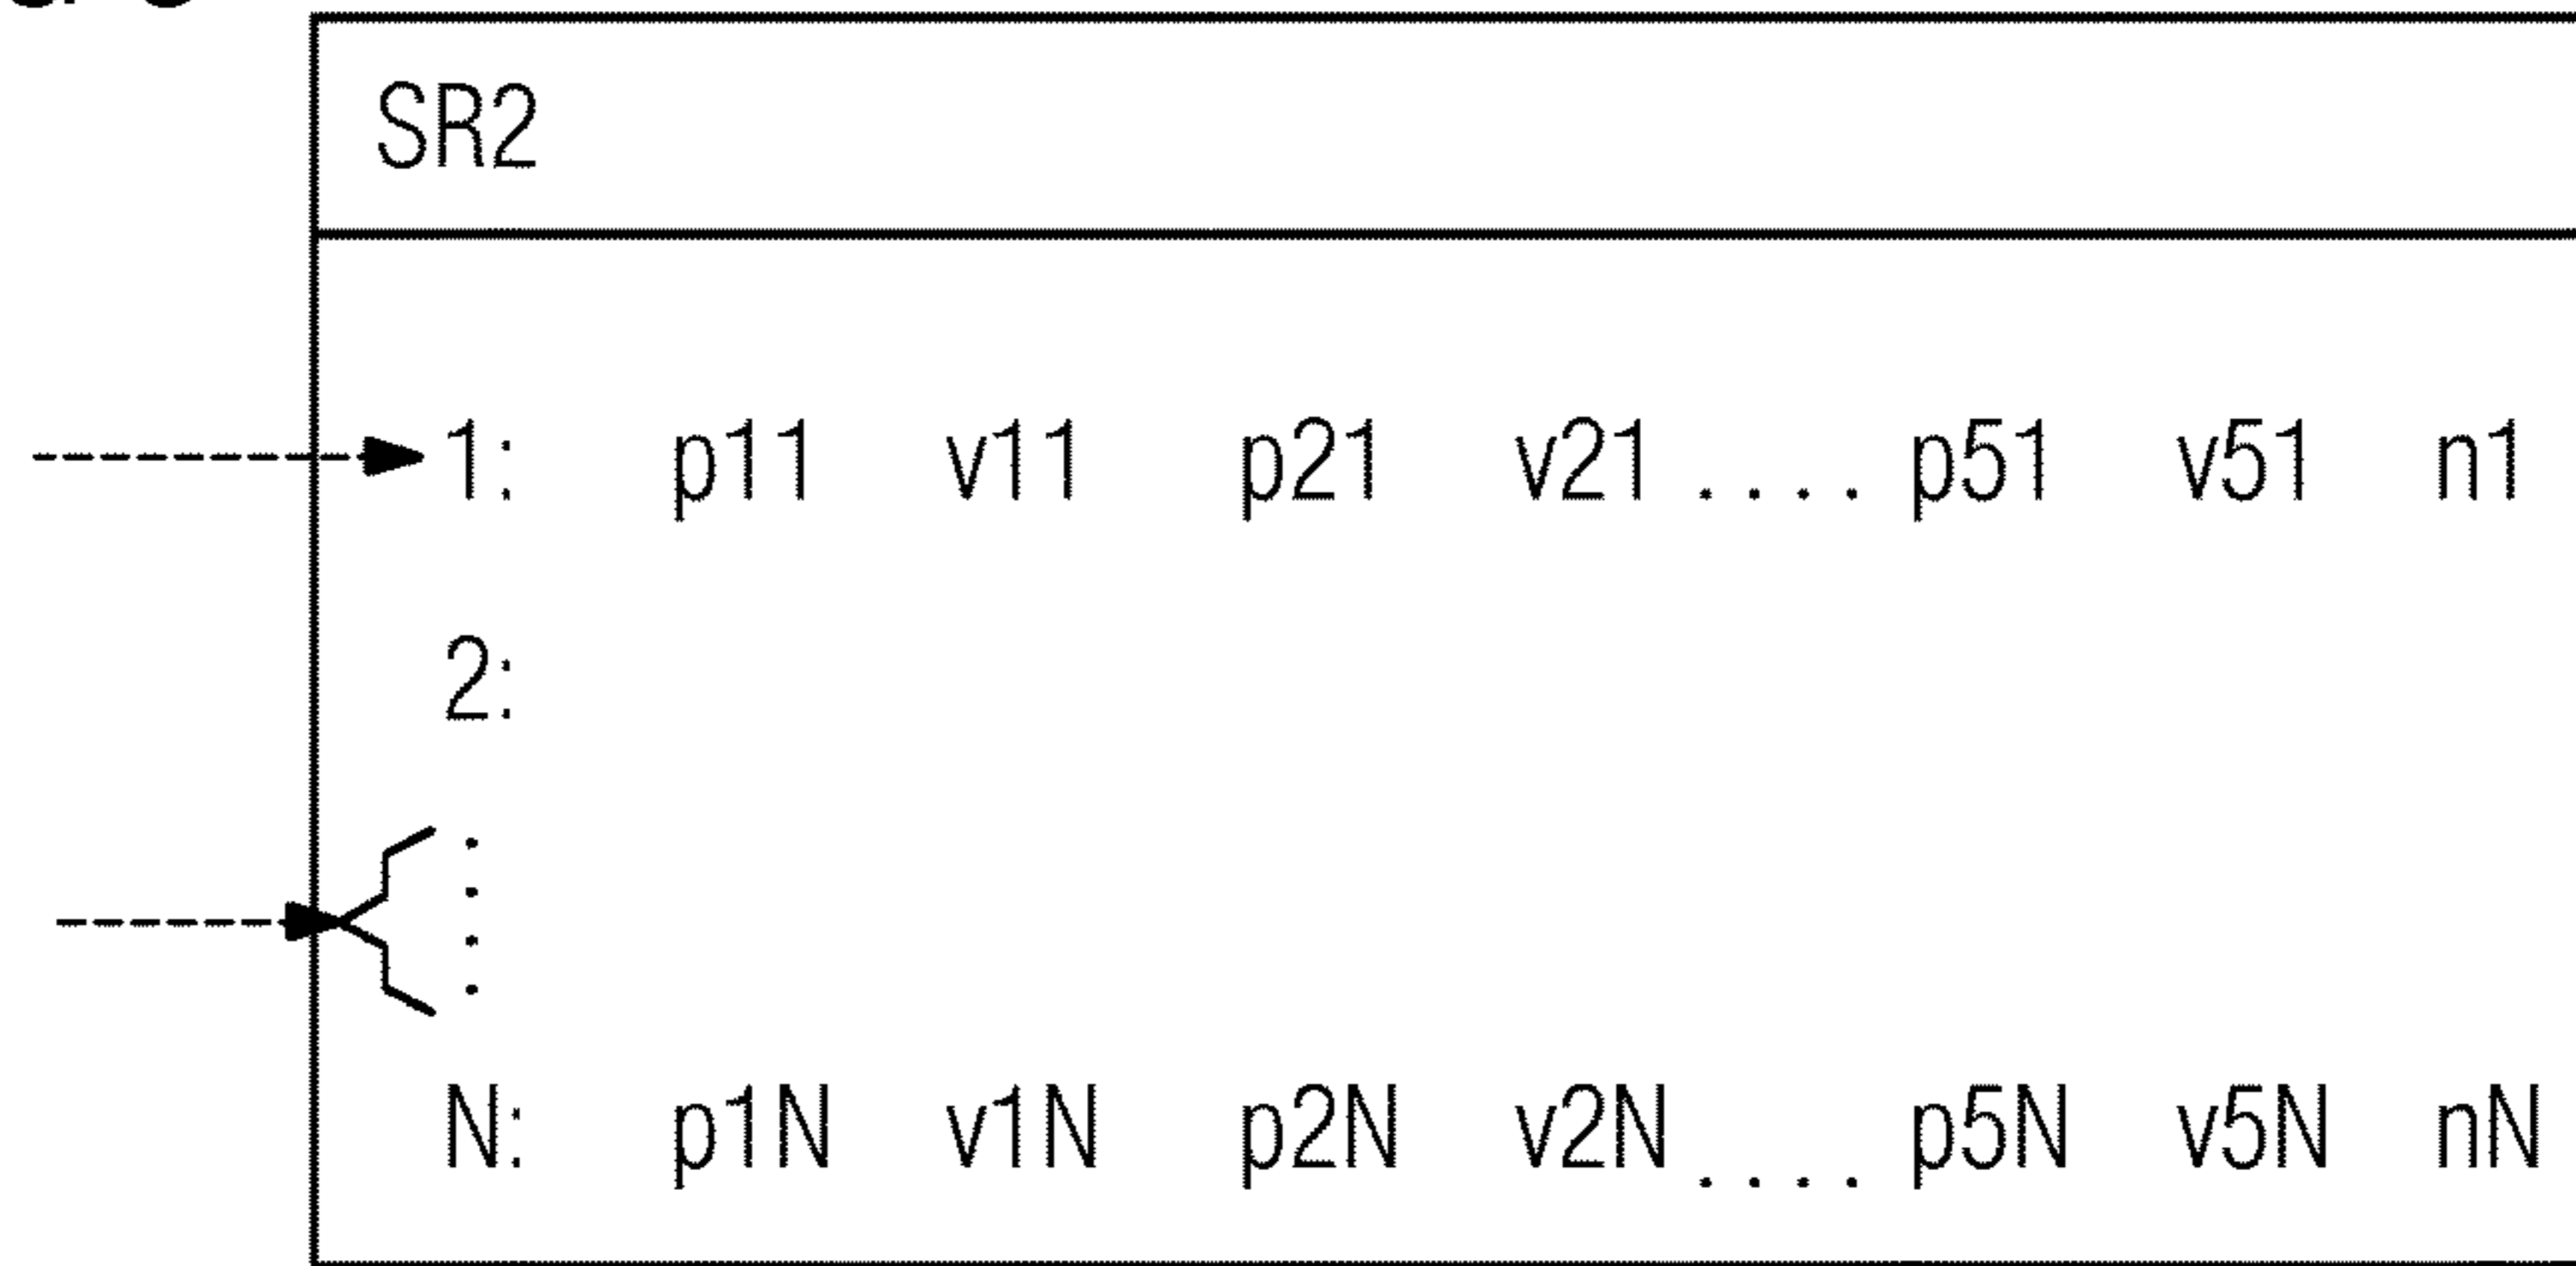 SR2
1: p11 v11 p21 v21 .... p51 v51 n1
2:
:
:
N: p1N v1N p2N v2N .... p5N v5N nN